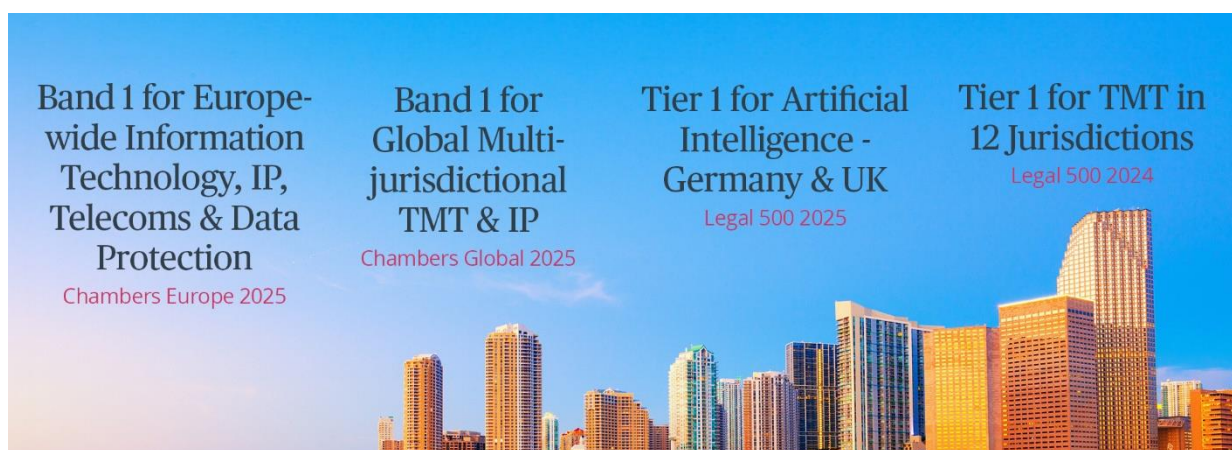 Band 1 for Europe-
wide Information
Technology, IP,
Telecoms & Data
Protection
Chambers Europe 2025
Band 1 for
Global Multi-
jurisdictional
TMT & IP
Chambers Global 2025
Tier 1 for Artificial
Intelligence -
Germany & UK
Legal 500 2025
Tier 1 for TMT in
12 Jurisdictions
Legal 500 2024